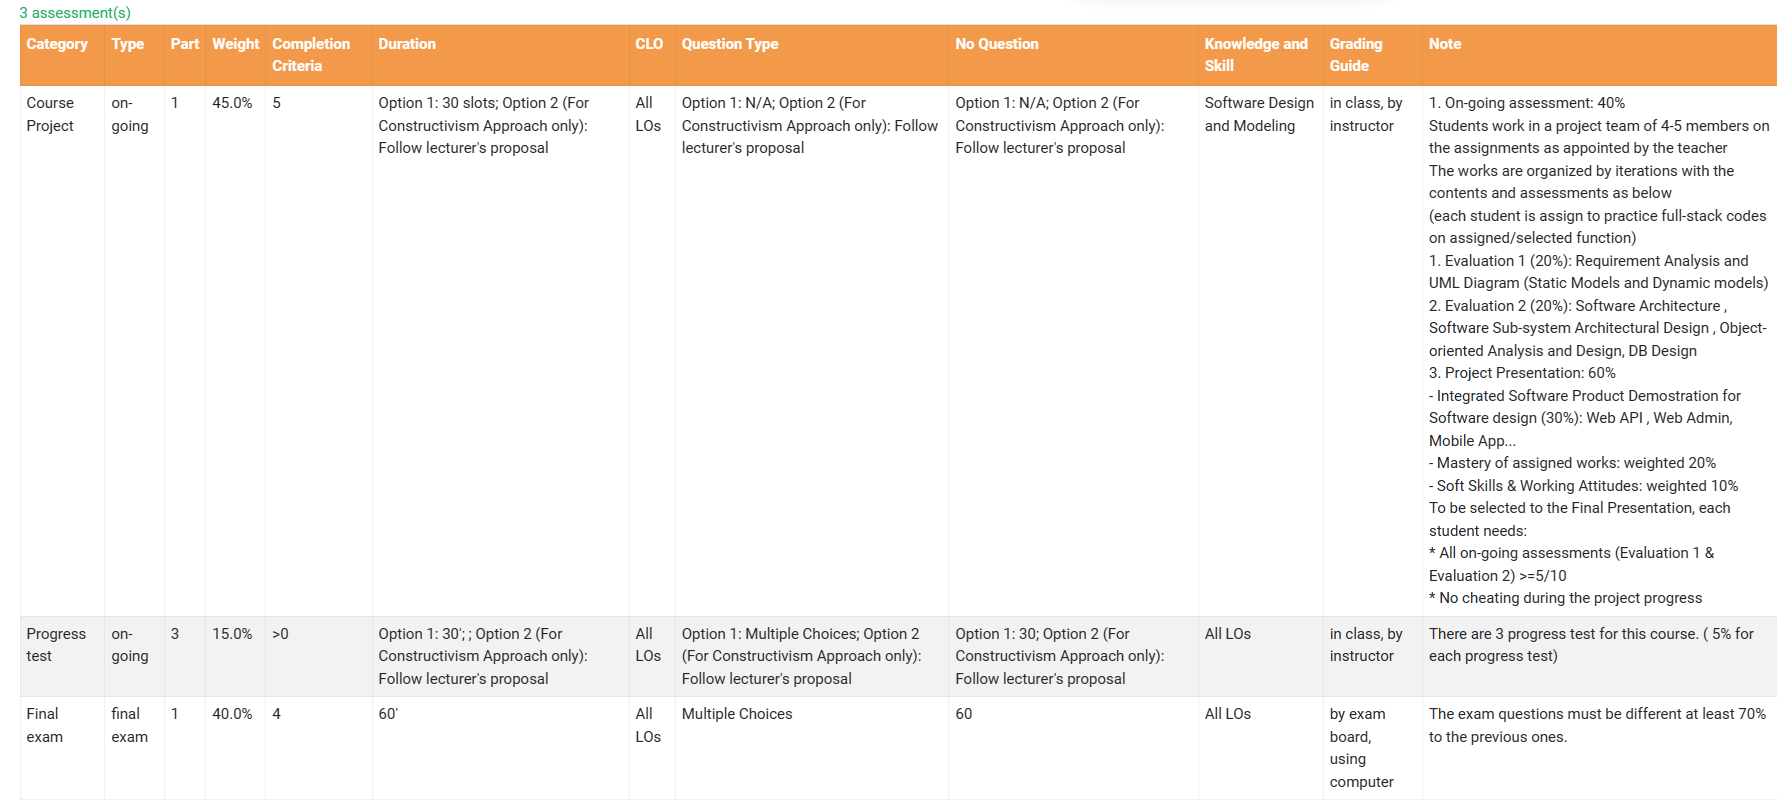 3 assessment(s)
Category Type Part Weight Completion Criteria Duration CLO Question Type No Question Knowledge and Skill Grading Guide Note
Course
Project
on-
going
1
45.0%
5
Option 1: 30 slots; Option 2 (For
Constructivism Approach only):
Follow lecturer's proposal
All
LOs
Option 1: N/A; Option 2 (For
Constructivism Approach only): Follow
lecturer's proposal
Option 1: N/A; Option 2 (For
Constructivism Approach only):
Follow lecturer's proposal
Software Design
and Modeling
in class, by
instructor
1. On-going assessment: 40%
Students work in a project team of 4-5 members on
the assignments as appointed by the teacher
The works are organized by iterations with the
contents and assessments as below
(each student is assign to practice full-stack codes
on assigned/selected function)
1. Evaluation 1 (20%): Requirement Analysis and
UML Diagram (Static Models and Dynamic models)
2. Evaluation 2 (20%): Software Architecture ,
Software Sub-system Architectural Design , Object-
oriented Analysis and Design, DB Design
3. Project Presentation: 60%
- Integrated Software Product Demostration for
Software design (30%): Web API , Web Admin,
Mobile App...
- Mastery of assigned works: weighted 20%
- Soft Skills & Working Attitudes: weighted 10%
To be selected to the Final Presentation, each
student needs:
* All on-going assessments (Evaluation 1 &
Evaluation 2) >=5/10
* No cheating during the project progress
Progress
test
on-
going
3
15.0%
>0
Option 1: 30'; ; Option 2 (For
Constructivism Approach only):
Follow lecturer's proposal
All
LOs
Option 1: Multiple Choices; Option 2
(For Constructivism Approach only):
Follow lecturer's proposal
Option 1: 30; Option 2 (For
Constructivism Approach only):
Follow lecturer's proposal
All LOs
in class, by
instructor
There are 3 progress test for this course. ( 5% for
each progress test)
Final
exam
final
exam
1
40.0%
4
60'
All
LOs
Multiple Choices
60
All LOs
by exam
board,
using
computer
The exam questions must be different at least 70%
to the previous ones.